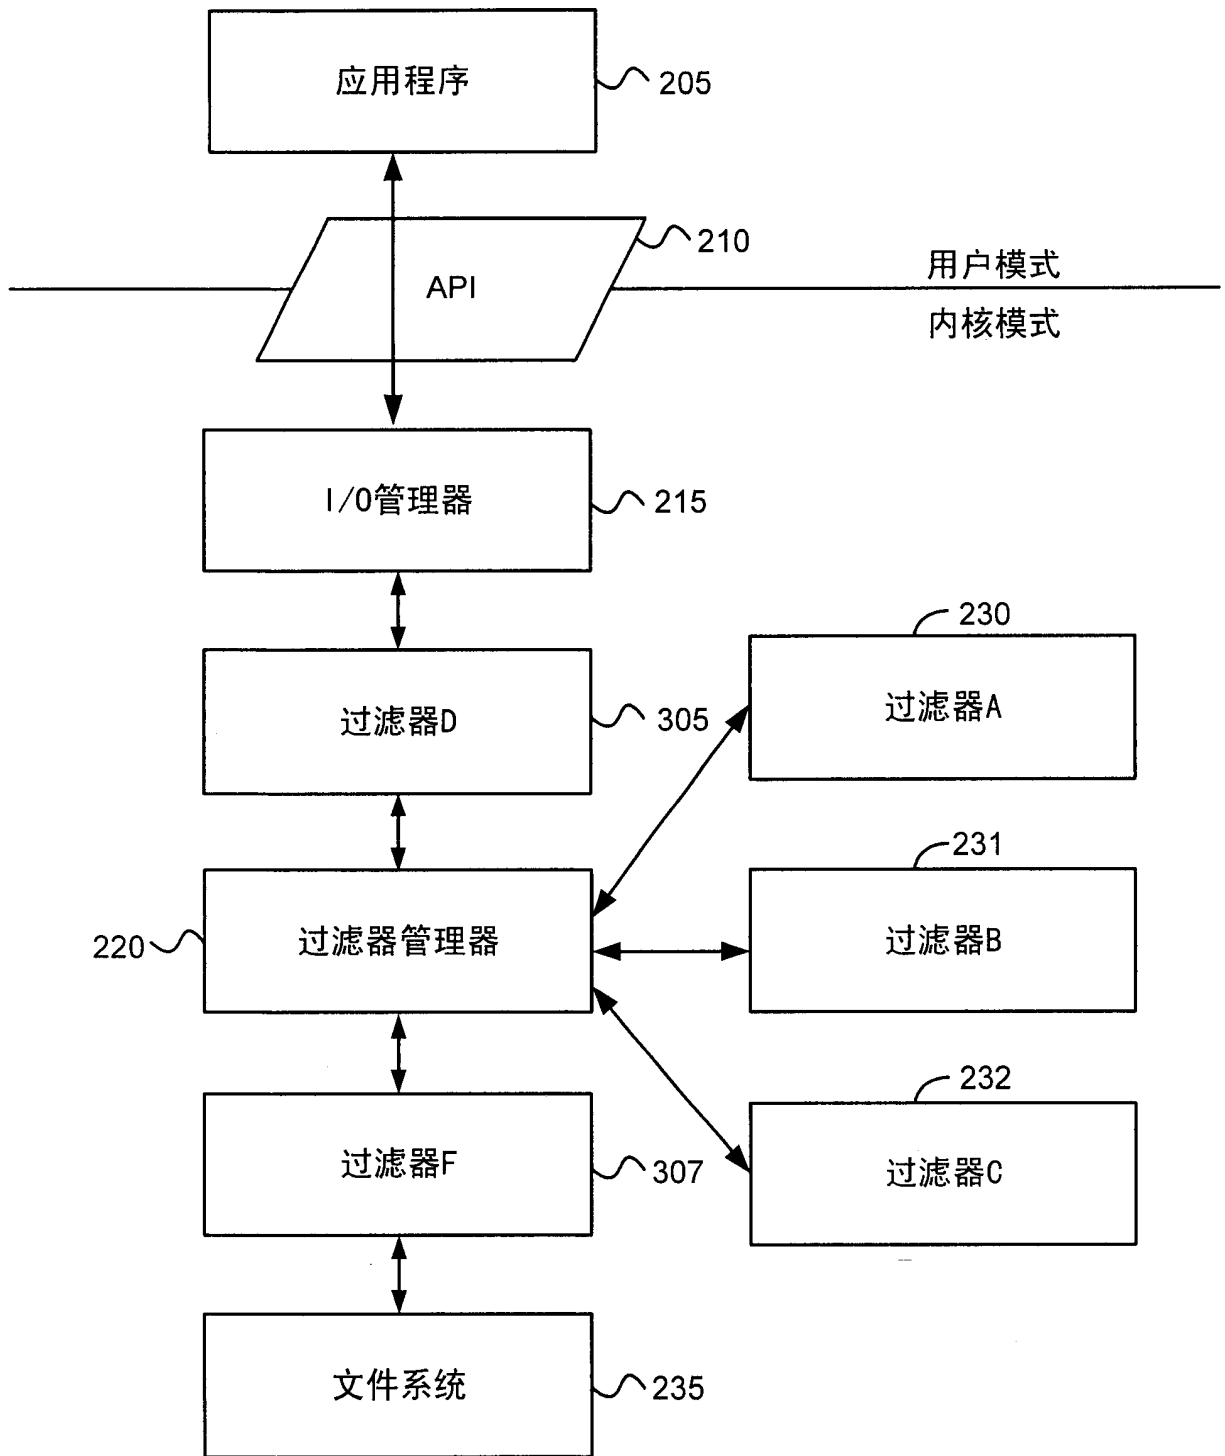 应用程序
205
210
API
用户模式
内核模式
I/O管理器
215
230
过滤器D
305
过滤器A
231
220
过滤器管理器
过滤器B
232
过滤器F
307
过滤器C
文件系统
235